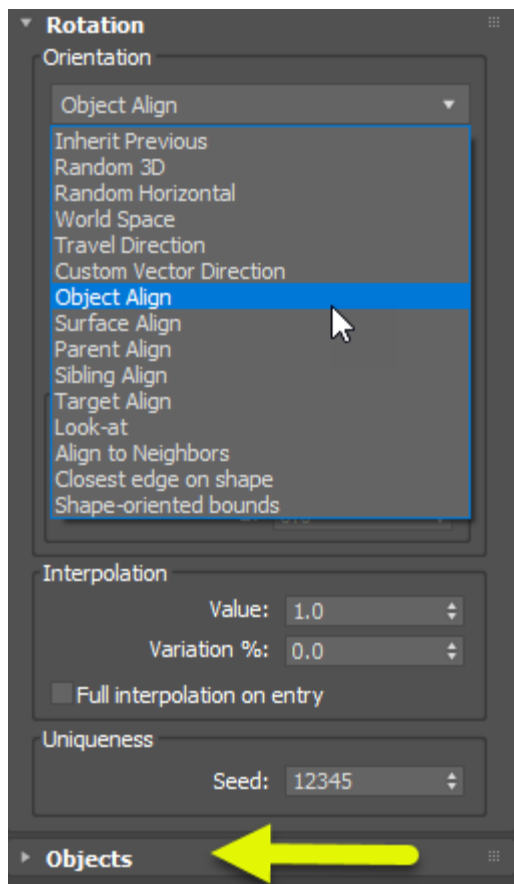 Rotation
Orientation
Object Align
Inherit Previous
Random 3D
Random Horizontal
World Space
Travel Direction
Custom Vector Direction
Object Align
Surface Align
Parent Align
Sibling Align
Target Align
Look-at
Align to Neighbors
Closest edge on shape
Shape-oriented bounds
Interpolation
Value: 1.0
Variation %: 0.0
Full interpolation on entry
Uniqueness
Seed: 12345
Objects